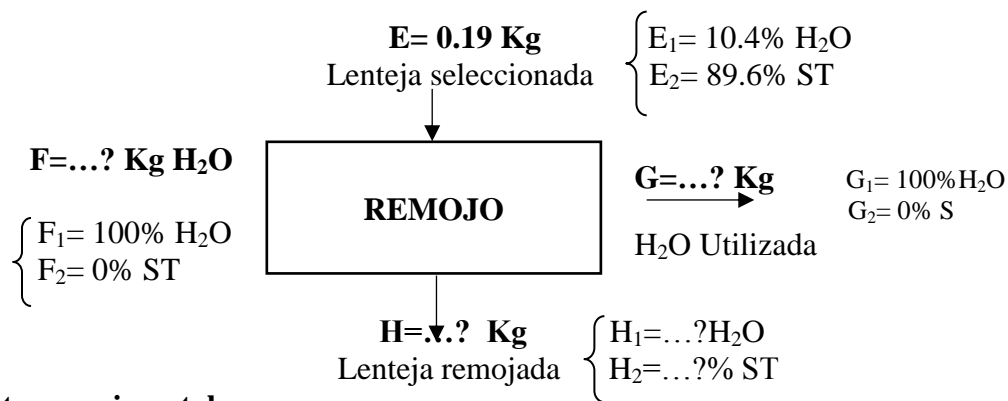 E= 0.19 Kg
Lenteja seleccionada
E₁= 10.4% H₂O
E₂= 89.6% ST
F=…? Kg H₂O
F₁= 100% H₂O
F₂= 0% ST
REMOJO
G=…? Kg
H₂O Utilizada
G₁= 100%H₂O
G₂= 0% S
H=…? Kg
Lenteja remojada
H₁=…?H₂O
H₂=…?% ST